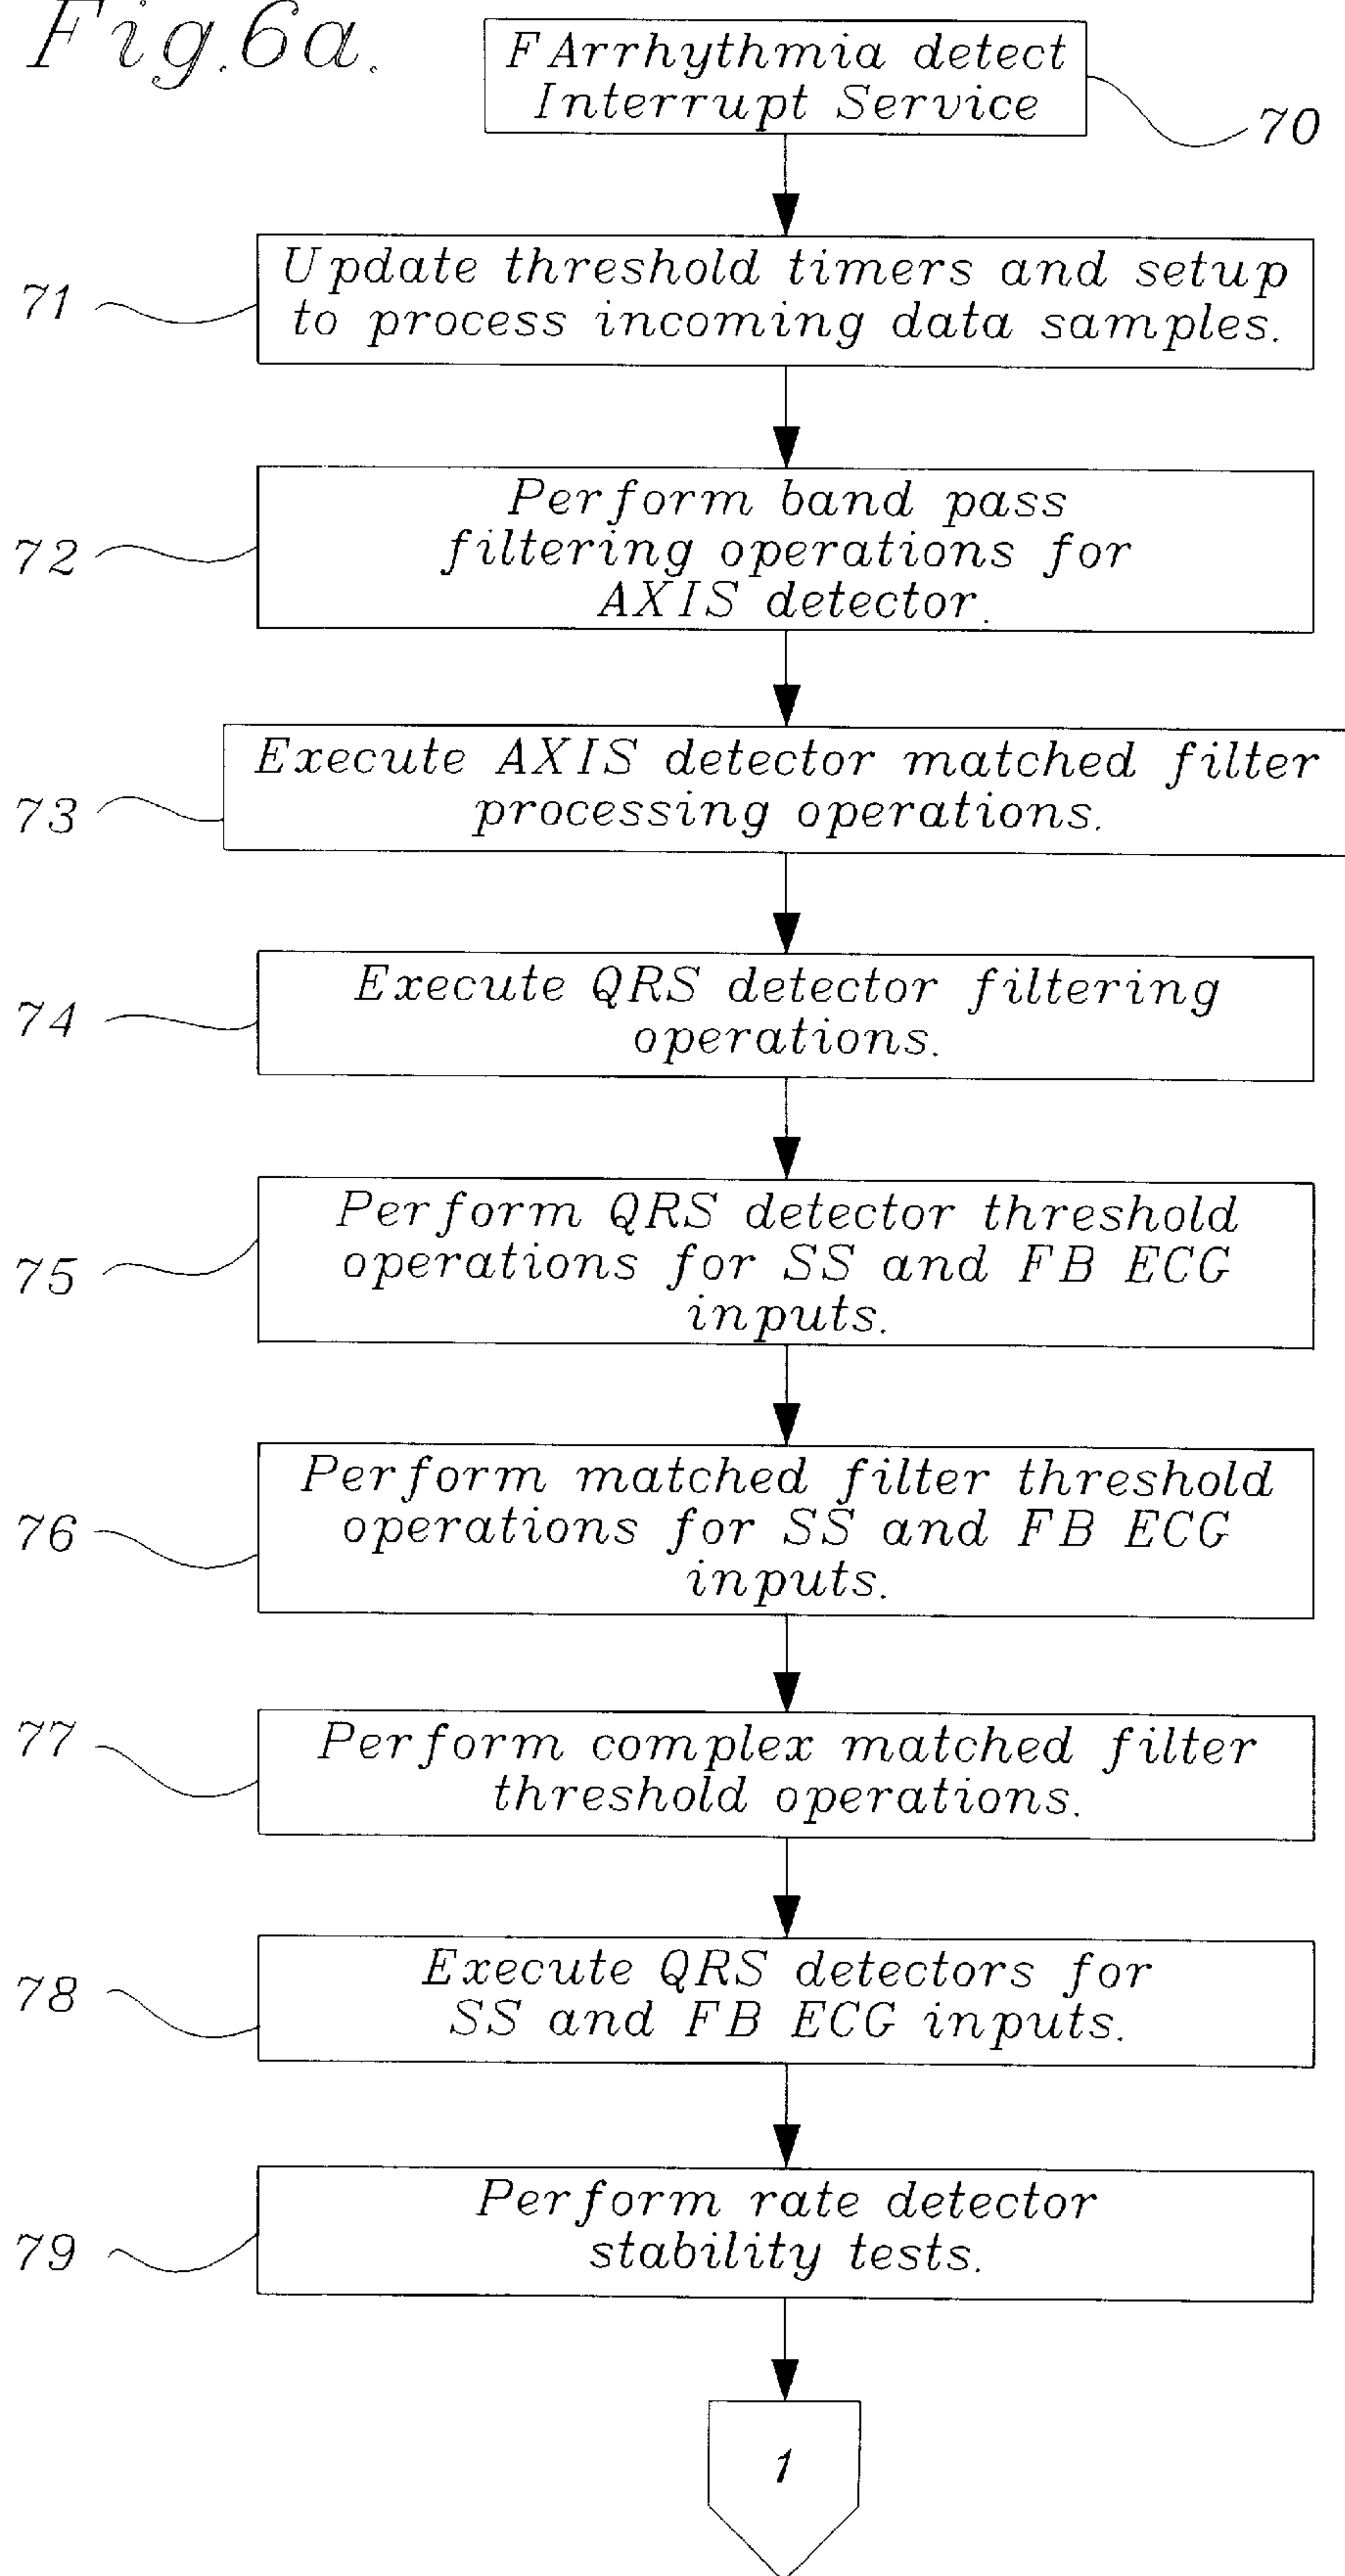 Fig.6a.
FArrhythmia detect
Interrupt Service
70
71
Update threshold timers and setup
to process incoming data samples.
72
Perform band pass
filtering operations for
AXIS detector.
73
Execute AXIS detector matched filter
processing operations.
74
Execute QRS detector filtering
operations.
75
Perform QRS detector threshold
operations for SS and FB ECG
inputs.
76
Perform matched filter threshold
operations for SS and FB ECG
inputs.
77
Perform complex matched filter
threshold operations.
78
Execute QRS detectors for
SS and FB ECG inputs.
79
Perform rate detector
stability tests.
1